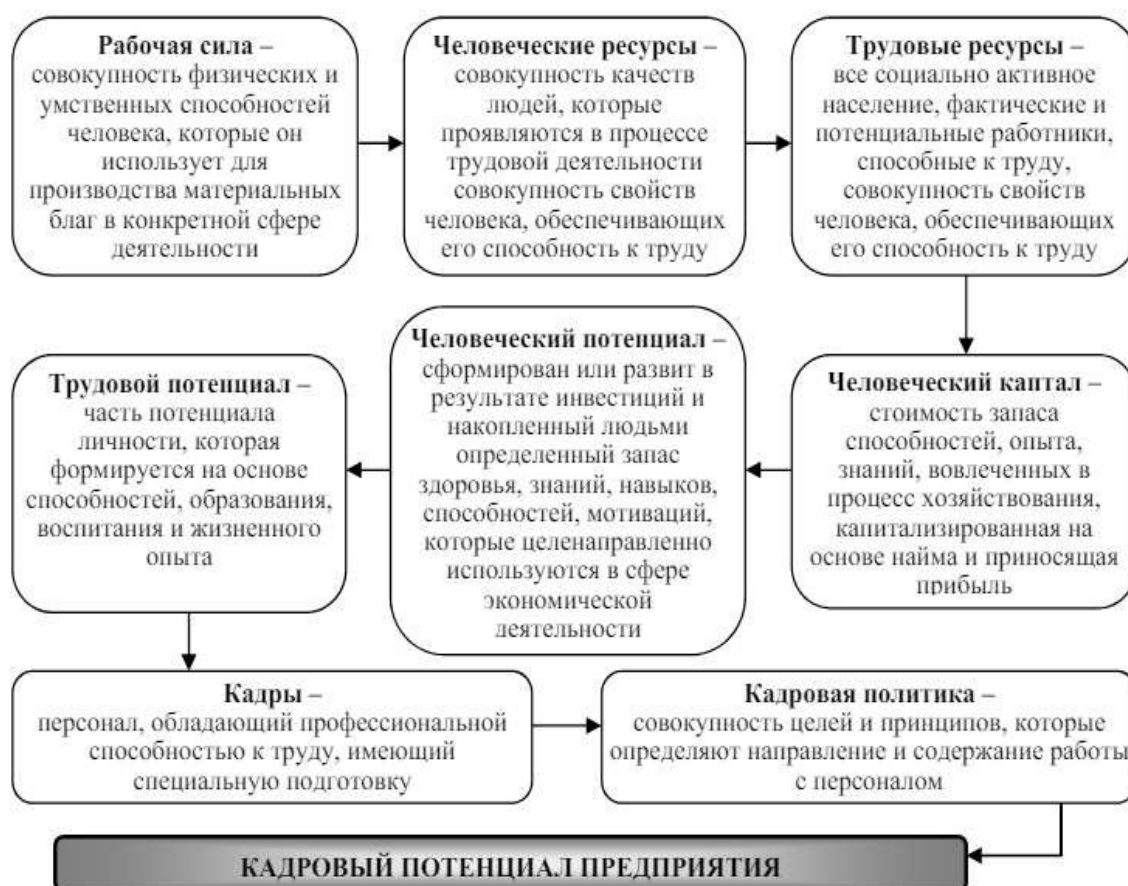 Рабочая сила –
совокупность физических и
умственных способностей
человека, которые он
использует для
производства материальных
благ в конкретной сфере
деятельности
Человеческие ресурсы –
совокупность качеств
людей, которые
проявляются в процессе
трудовой деятельности
совокупность свойств
человека, обеспечивающих
его способность к труду
Трудовые ресурсы –
все социально активное
население, фактические и
потенциальные работники,
способные к труду,
совокупность свойств
человека, обеспечивающих
его способность к труду
Человеческий каптал –
стоимость запаса
способностей, опыта,
знаний, вовлеченных в
процесс хозяйствования,
капитализированная на
основе найма и приносящая
прибыль
Человеческий потенциал –
сформирован или развит в
результате инвестиций и
накопленный людьми
определенный запас
здоровья, знаний, навыков,
способностей, мотиваций,
которые целенаправленно
используются в сфере
экономической
деятельности
Трудовой потенциал –
часть потенциала
личности, которая
формируется на основе
способностей, образования,
воспитания и жизненного
опыта
Кадры –
персонал, обладающий профессиональной
способностью к труду, имеющий
специальную подготовку
Кадровая политика –
совокупность целей и принципов, которые
определяют направление и содержание работы
с персоналом
КАДРОВЫЙ ПОТЕНЦИАЛ ПРЕДПРИЯТИЯ